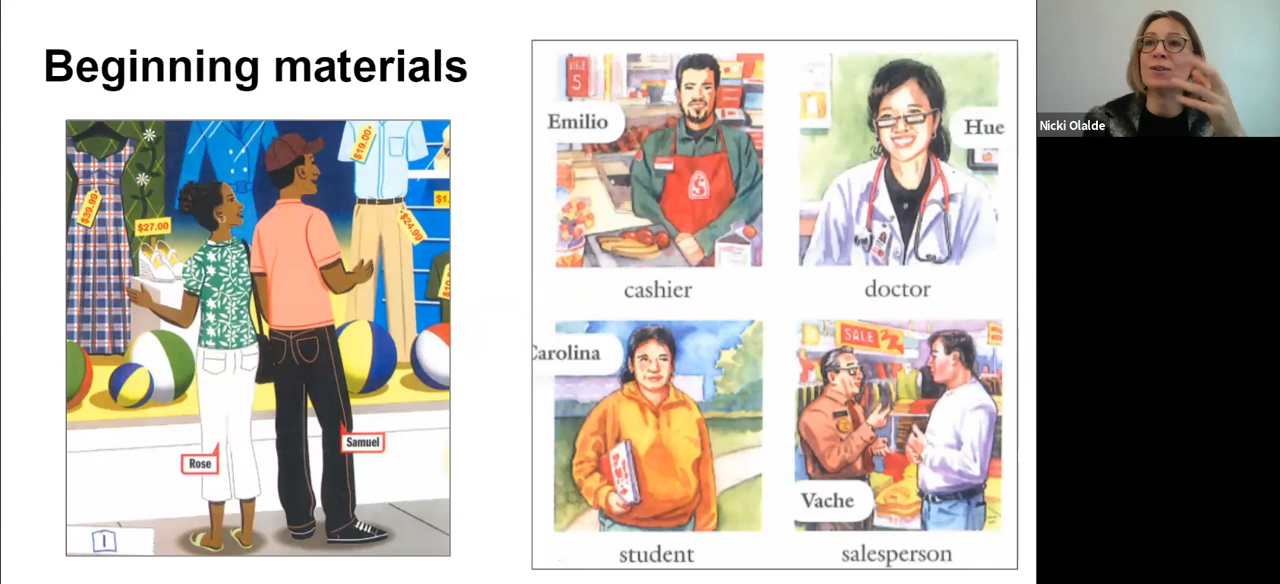 Beginning materials
$39.99
$27.00
$19.00
$24.99
$1.
Rose
Samuel
Emilio
cashier
Hue
doctor
Carolina
student
SALE
Vache
salesperson
Nicki Olalde